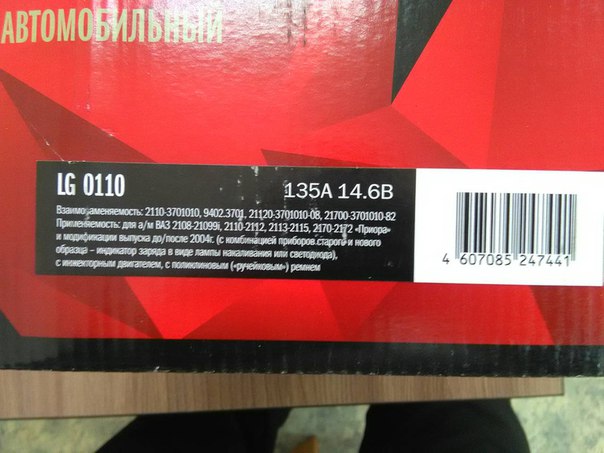 АВТОМОБИЛЬНЫЙ
LG 0110 135А 14.6В
Взаимозаменяемость: 2110-3701010, 9402.3701, 21120-3701010-08, 21700-3701010-82
Применяемость: для а/м ВАЗ 2108-21099i, 2110-2112, 2113-2115, 2170-2172 «Приора»
и модификации выпуска до/после 2004г. (с комбинацией приборов старого и нового
образца – индикатор заряда в виде лампы накаливания или светодиода),
с инжекторным двигателем, с поликлиновым («ручейковым») ремнем
4 607085 247441